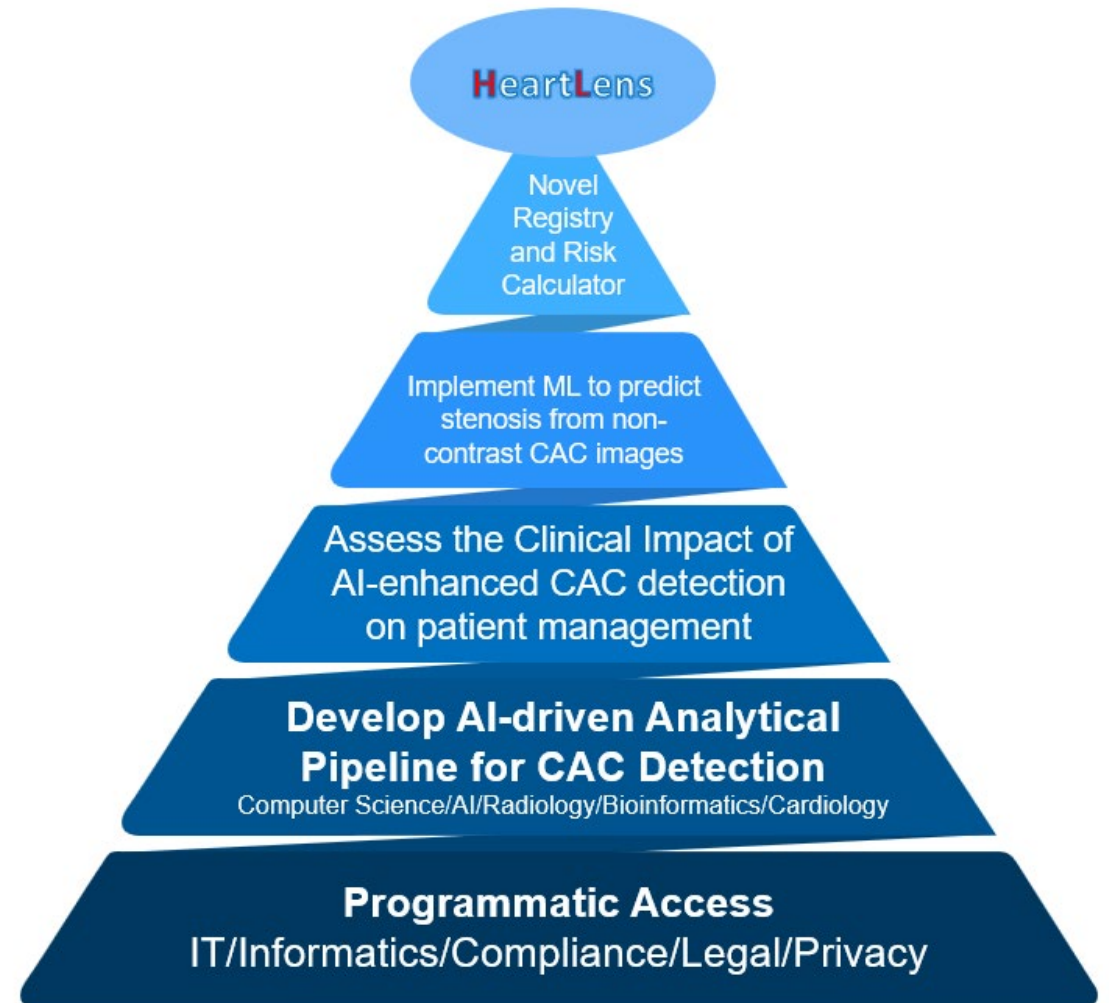 HeartLens
Novel
Registry
and Risk
Calculator
Implement ML to predict
stenosis from non-
contrast CAC images
Assess the Clinical Impact of
AI-enhanced CAC detection
on patient management
Develop AI-driven Analytical
Pipeline for CAC Detection
Computer Science/AI/Radiology/Bioinformatics/Cardiology
Programmatic Access
IT/Informatics/Compliance/Legal/Privacy